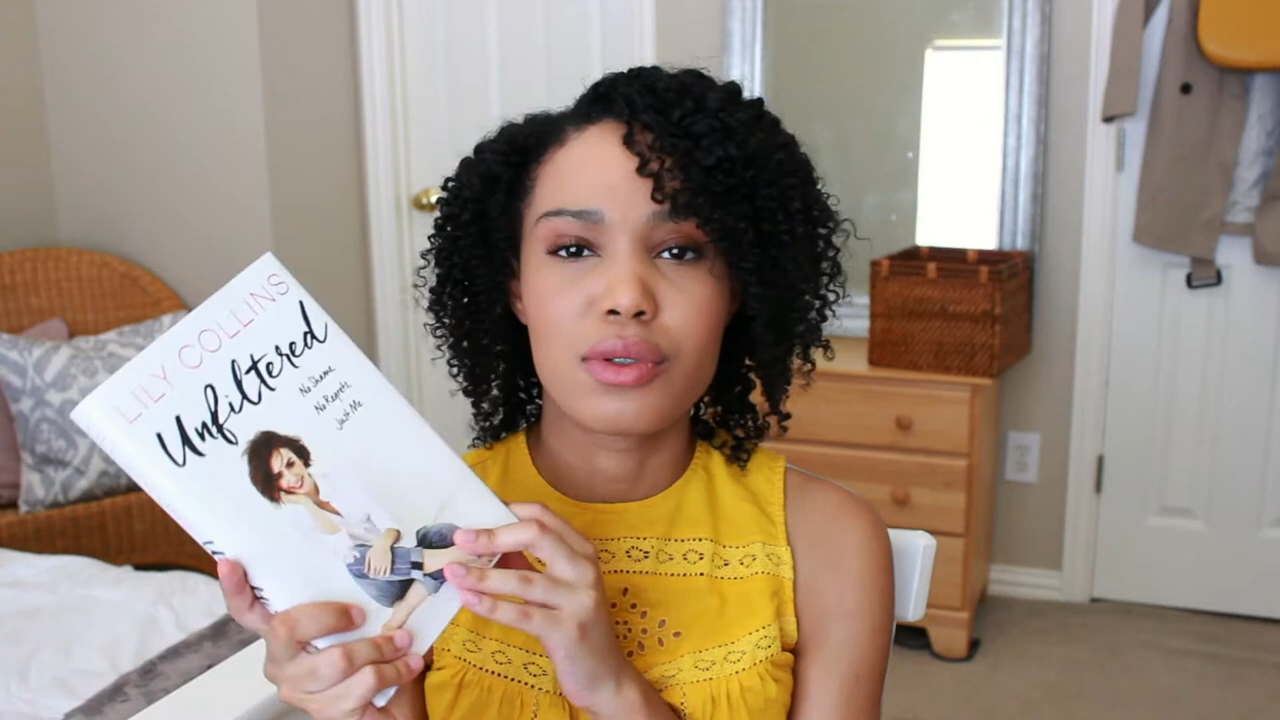 LILY COLLINS
Unfiltered
No Shame
No Regrets
Just Me